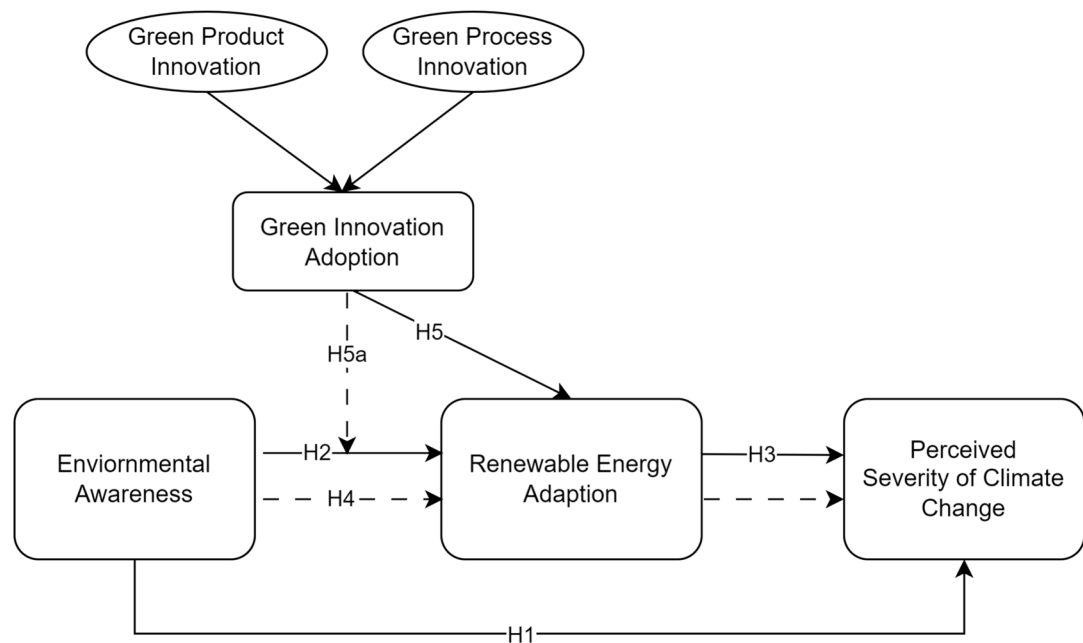 Green Product
Innovation
Green Process
Innovation
Green Innovation
Adoption
H5
H5a
Enviornmental
Awareness
H2
H4
Renewable Energy
Adaption
H3
Perceived
Severity of Climate
Change
H1